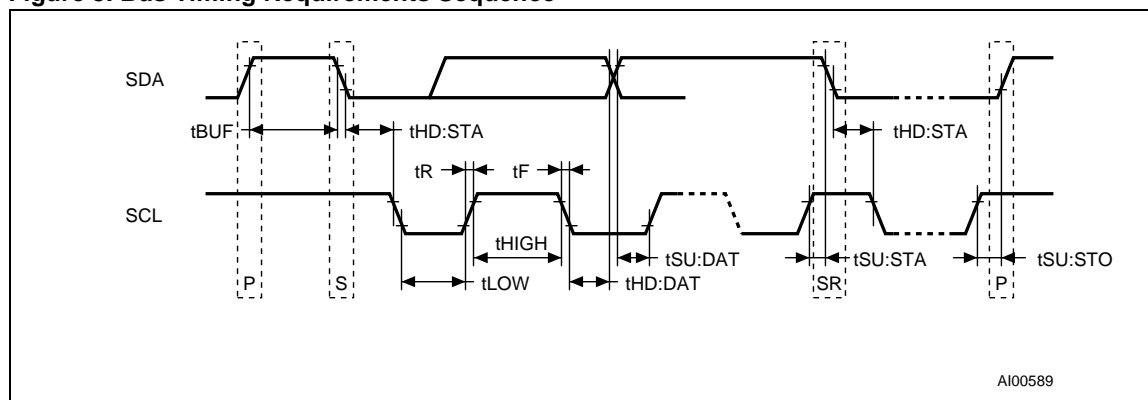 Figure 5. Bus Timing Requirements Sequence
SDA
tBUF
tHD:STA
tHD:STA
tR
tF
SCL
tHIGH
tSU:DAT
tSU:STA
tSU:STO
P
S
tLOW
tHD:DAT
SR
P
AI00589